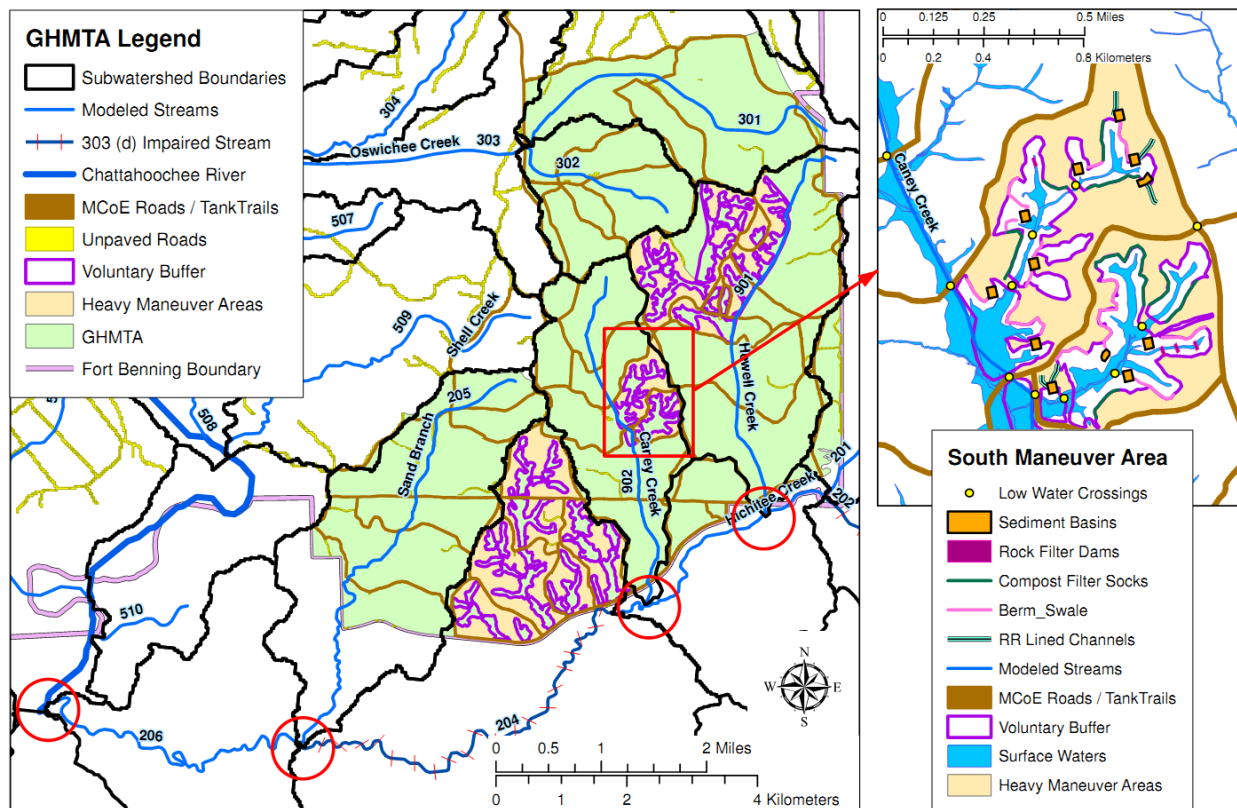 GHMTA Legend
Subwatershed Boundaries
Modeled Streams
303 (d) Impaired Stream
Chattahoochee River
MCoE Roads / TankTrails
Unpaved Roads
Voluntary Buffer
Heavy Maneuver Areas
GHMTA
Fort Benning Boundary
304
Oswichee Creek 303
301
302
507
509
Shell Creek
901
Hewell Creek
205
Sand Branch
508
Caney Creek
902
Hichitee Creek
201
202
510
206
204
N
W E
S
0 0.5 1 2 Miles
0 1 2 4 Kilometers
0 0.125 0.25 0.5 Miles
0 0.2 0.4 0.8 Kilometers
Caney Creek
South Maneuver Area
Low Water Crossings
Sediment Basins
Rock Filter Dams
Compost Filter Socks
Berm_Swale
RR Lined Channels
Modeled Streams
MCoE Roads / TankTrails
Voluntary Buffer
Surface Waters
Heavy Maneuver Areas